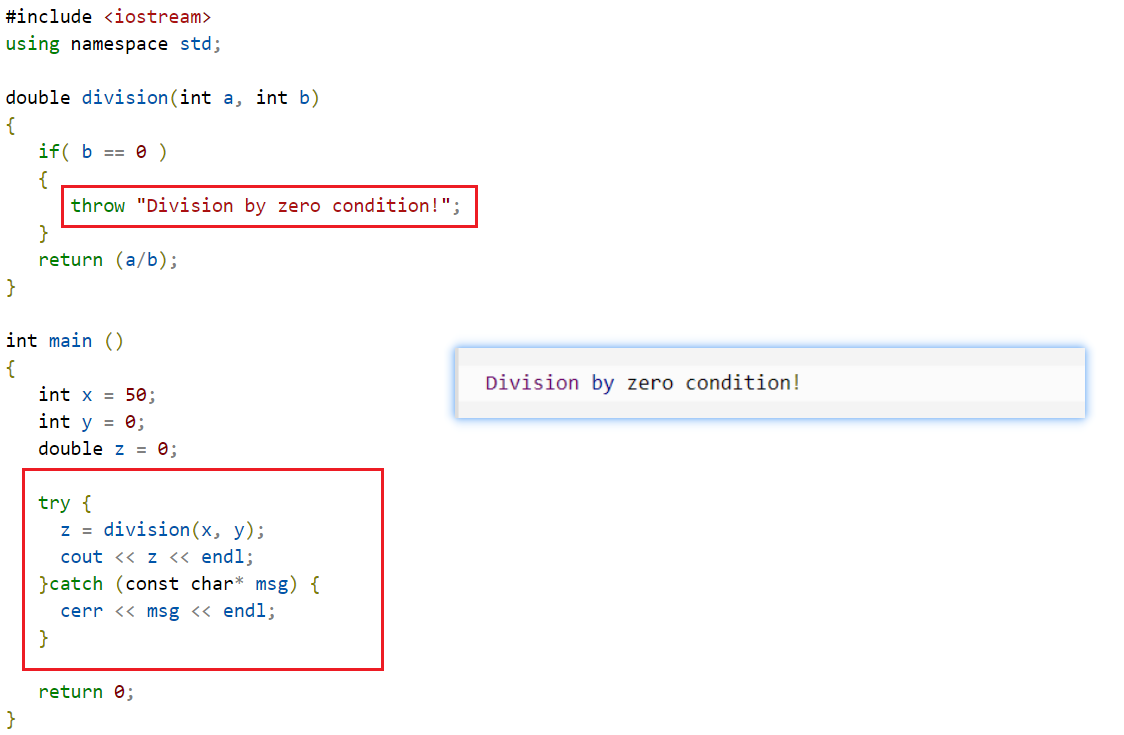 #include <iostream>
using namespace std;
double division(int a, int b)
{
if( b == 0 )
{
throw "Division by zero condition!";
}
return (a/b);
}
int main ()
{
int x = 50;
int y = 0;
double z = 0;
try {
z = division(x, y);
cout << z << endl;
}catch (const char* msg) {
cerr << msg << endl;
}
return 0;
}
Division by zero condition!